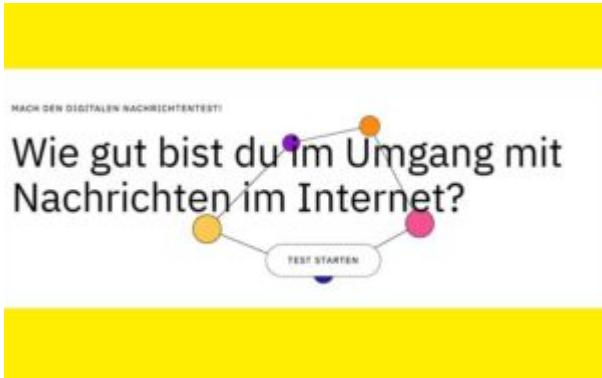 MACH DEN DIGITALEN NACHRICHTENTEST!
Wie gut bist du im Umgang mit
Nachrichten im Internet?
TEST STARTEN